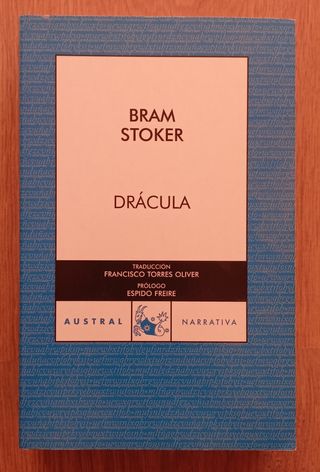 BRAM
STOKER
DRÁCULA
TRADUCCIÓN
FRANCISCO TORRES OLIVER
PRÓLOGO
ESPIDO FREIRE
AUSTRAL
NARRATIVA